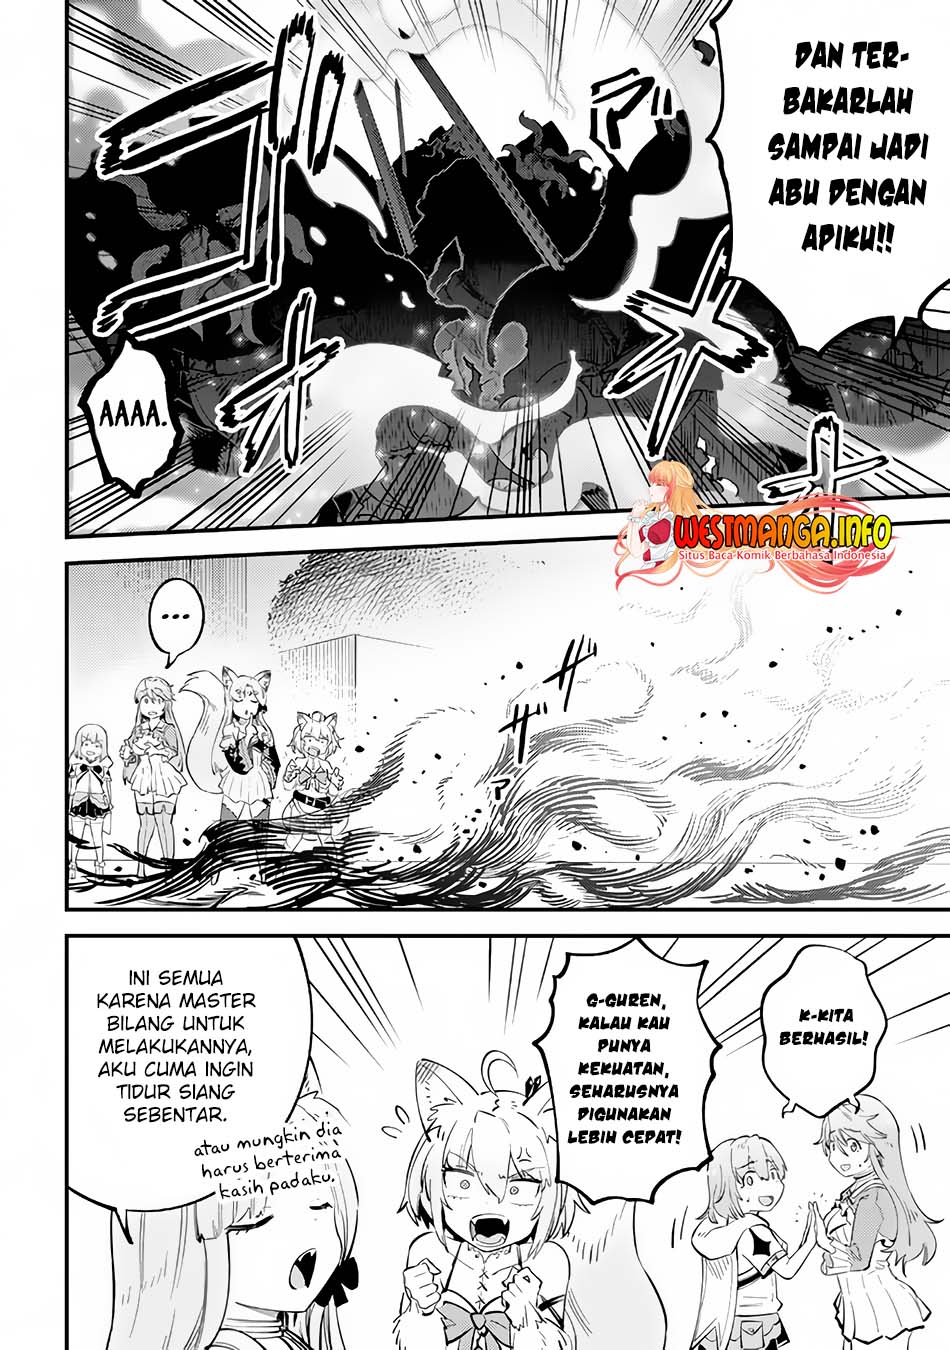 DAN TER-
BAKARLAH
SAMPAI JADI
ABU DENGAN
APIKU!!
AAAA.
WESTMANGA.INFO
Situs Baca Komik Berbahasa Indonesia
...
K-KITA
BERHASIL!
G-GUREN,
KALAU KAU
PUNYA
KEKUATAN,
SEHARUSNYA
DIGUNAKAN
LEBIH CEPAT!
INI SEMUA
KARENA MASTER
BILANG UNTUK
MELAKUKANNYA,
AKU CUMA INGIN
TIDUR SIANG
SEBENTAR.
atau mungkin dia
harus berterima
kasih padaku.